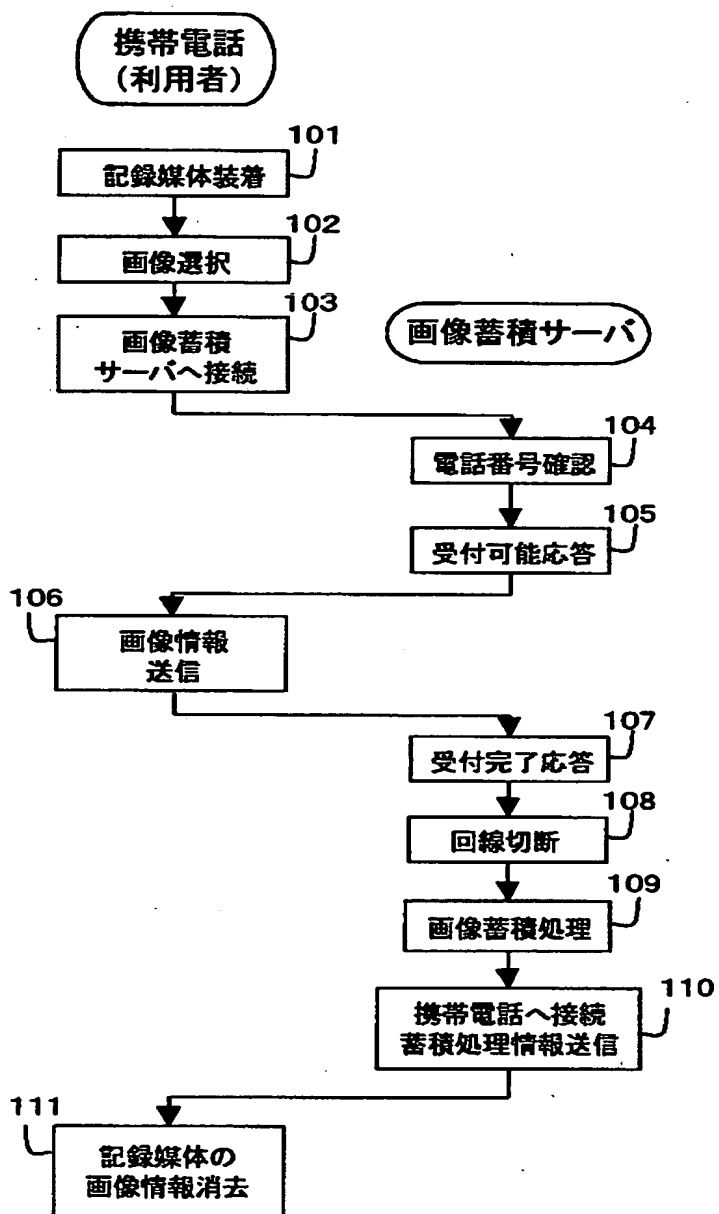 携帯電話
(利用者)
101
記録媒体装着
102
画像選択
103
画像蓄積
サーバへ接続
画像蓄積サーバ
104
電話番号確認
105
受付可能応答
106
画像情報
送信
107
受付完了応答
108
回線切断
109
画像蓄積処理
110
携帯電話へ接続
蓄積処理情報送信
111
記録媒体の
画像情報消去